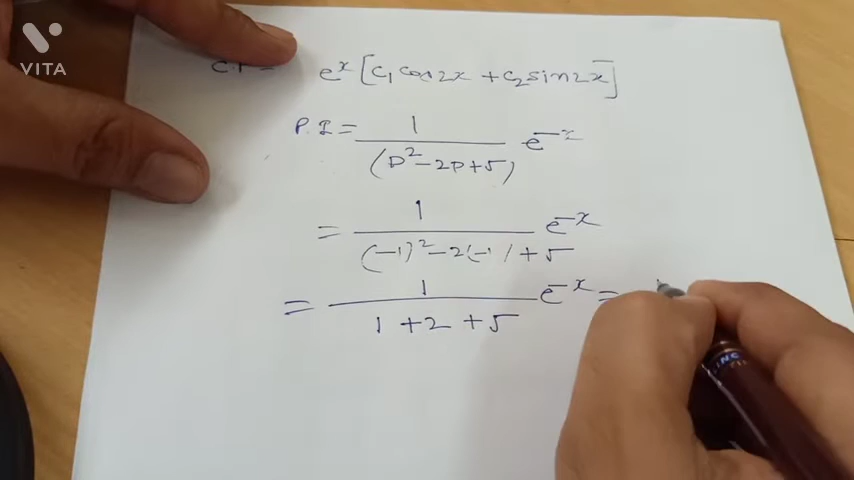 VITA
C.F = e^x [C₁ cos 2x + C₂ sin 2x]
P.I = 1/(D² - 2D + 5) e^-x
= 1/((-1)² - 2(-1) + 5) e^-x
= 1/(1 + 2 + 5) e^-x =